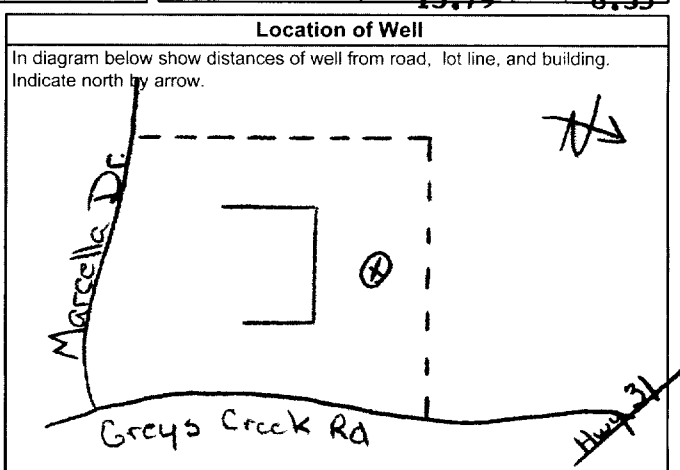 Location of Well
In diagram below show distances of well from road, lot line, and building.
Indicate north by arrow.
N
Marcella Dr.
X
Greys Creek Rd
Hwy 31